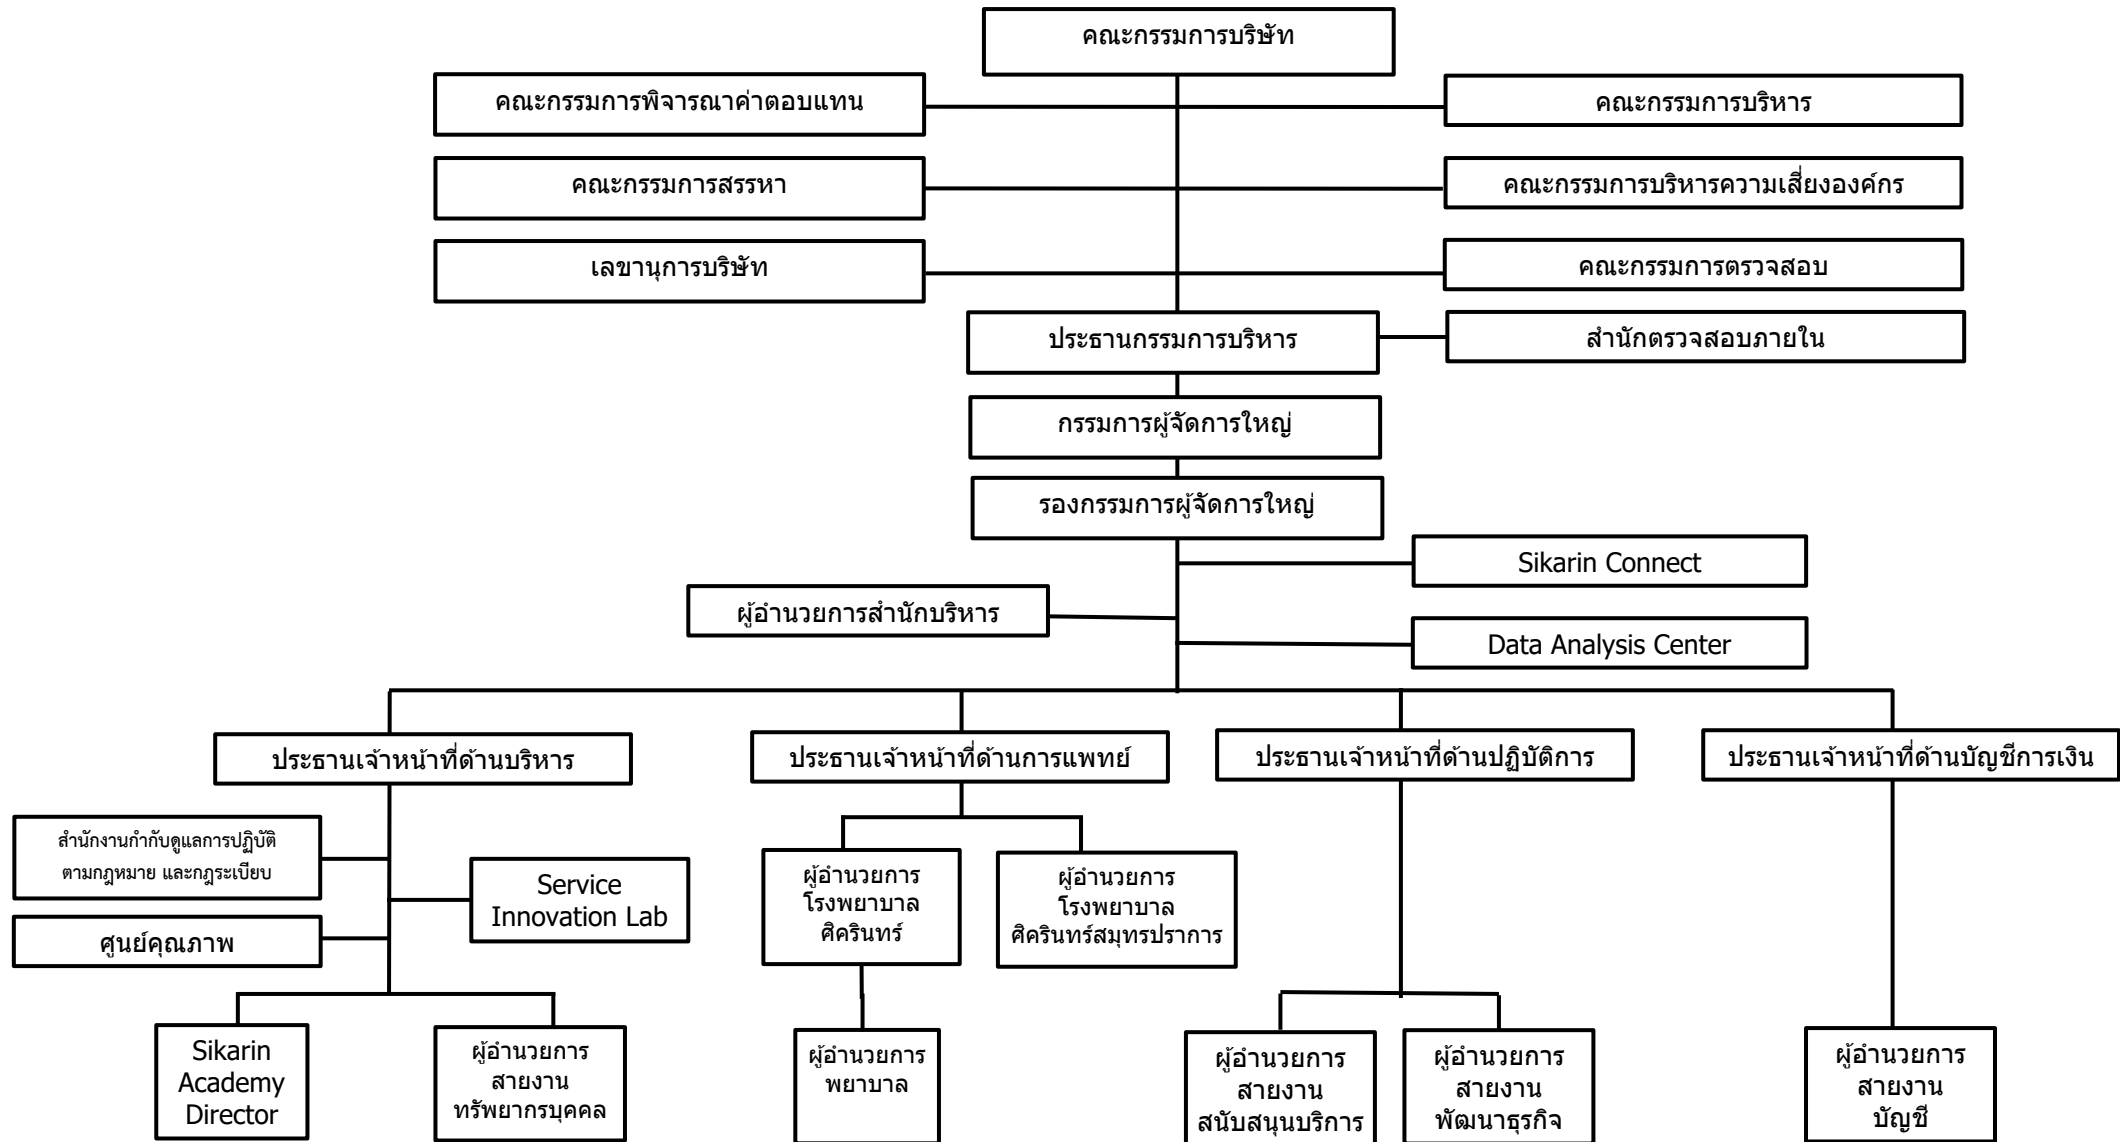 คณะกรรมการบริษัท
คณะกรรมการพิจารณาค่าตอบแทน
คณะกรรมการบริหาร
คณะกรรมการสรรหา
คณะกรรมการบริหารความเสี่ยงองค์กร
เลขานุการบริษัท
คณะกรรมการตรวจสอบ
ประธานกรรมการบริหาร
สำนักตรวจสอบภายใน
กรรมการผู้จัดการใหญ่
รองกรรมการผู้จัดการใหญ่
Sikarin Connect
ผู้อำนวยการสำนักบริหาร
Data Analysis Center
ประธานเจ้าหน้าที่ด้านบริหาร
ประธานเจ้าหน้าที่ด้านการแพทย์
ประธานเจ้าหน้าที่ด้านปฏิบัติการ
ประธานเจ้าหน้าที่ด้านบัญชีการเงิน
สำนักงานกำกับดูแลการปฏิบัติ
ตามกฎหมาย และกฎระเบียบ
Service
Innovation Lab
ศูนย์คุณภาพ
ผู้อำนวยการ
โรงพยาบาล
ศิครินทร์
ผู้อำนวยการ
โรงพยาบาล
ศิครินทร์สมุทรปราการ
Sikarin
Academy
Director
ผู้อำนวยการ
สายงาน
ทรัพยากรบุคคล
ผู้อำนวยการ
พยาบาล
ผู้อำนวยการ
สายงาน
สนับสนุนบริการ
ผู้อำนวยการ
สายงาน
พัฒนาธุรกิจ
ผู้อำนวยการ
สายงาน
บัญชี